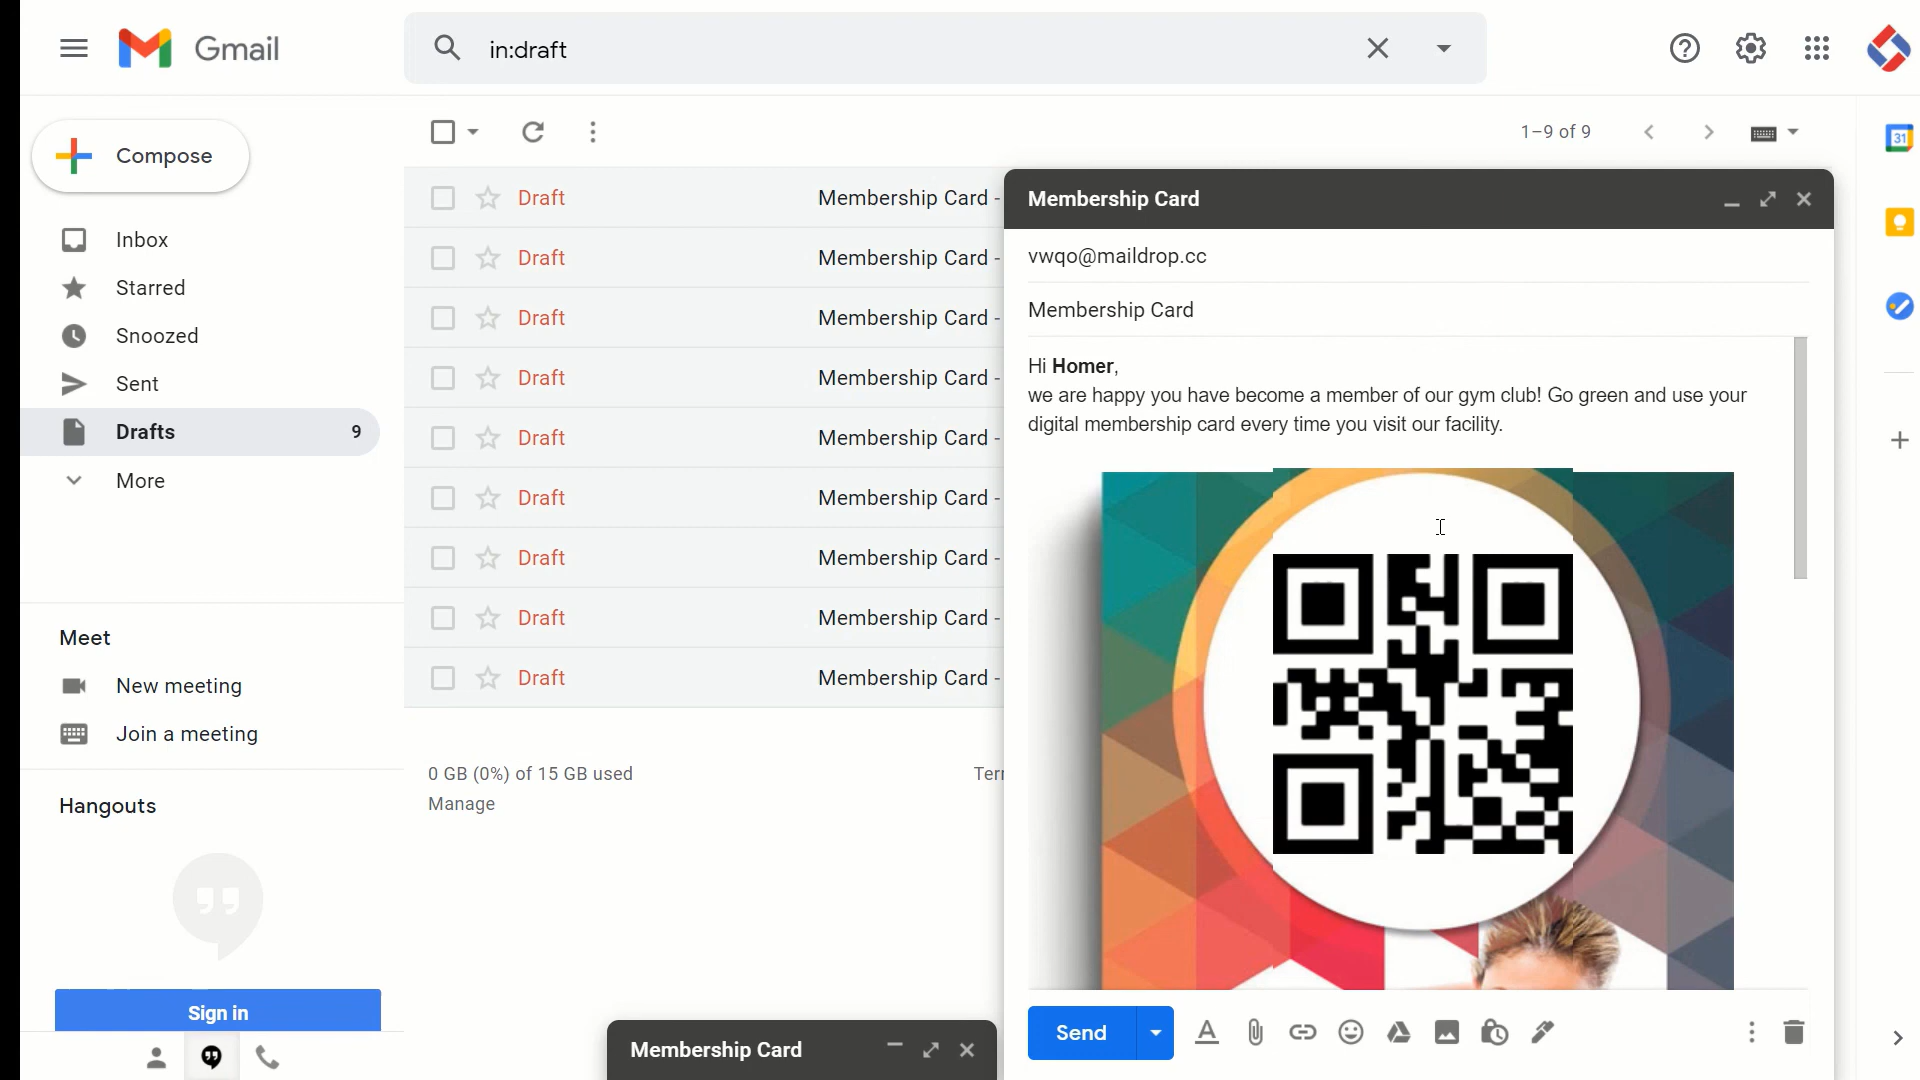 Gmail
in:draft
Compose
1–9 of 9
31
Inbox
Starred
Snoozed
Sent
Drafts 9
More
Draft Membership Card -
Draft Membership Card -
Draft Membership Card -
Draft Membership Card -
Draft Membership Card -
Draft Membership Card -
Draft Membership Card -
Draft Membership Card -
Draft Membership Card -
Meet
New meeting
Join a meeting
Hangouts
Sign in
0 GB (0%) of 15 GB used
Manage
Terr
Membership Card
Membership Card
vwqo@maildrop.cc
Membership Card
Hi Homer,
we are happy you have become a member of our gym club! Go green and use your
digital membership card every time you visit our facility.
Send